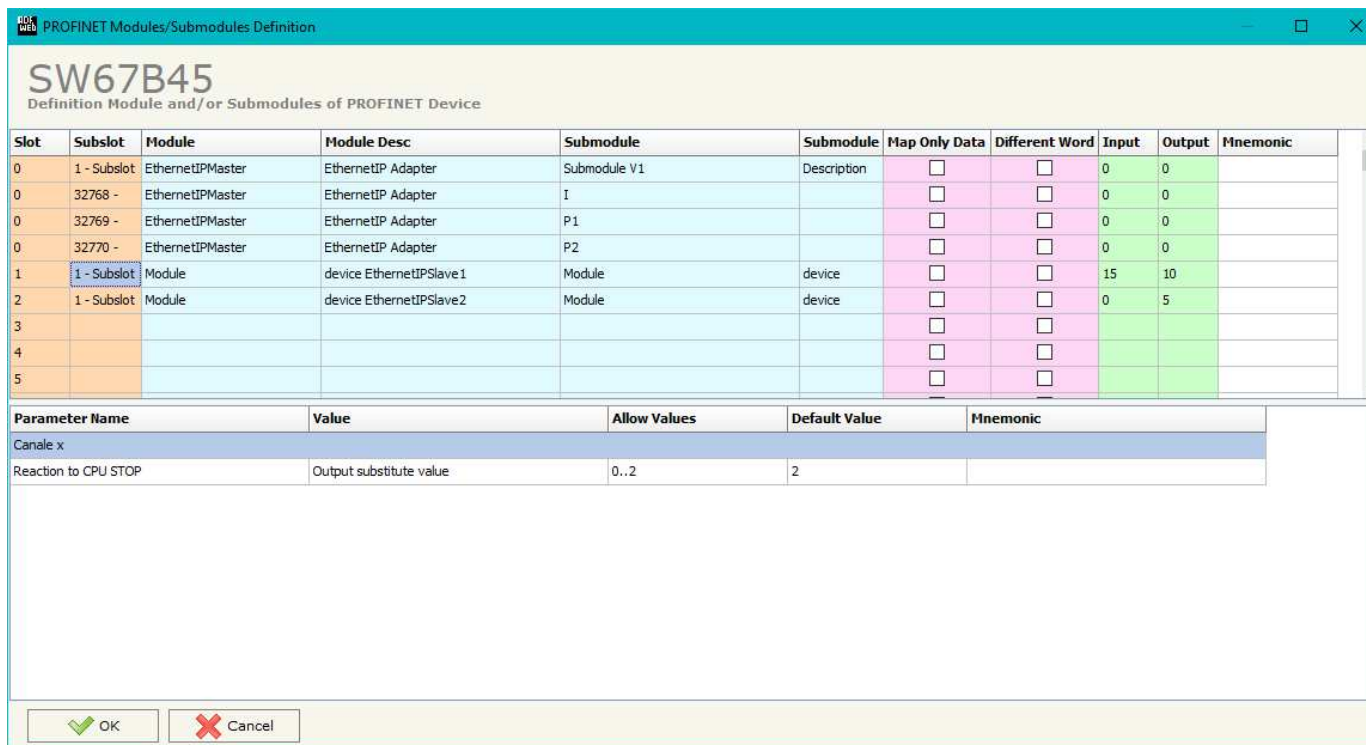 ADF WEB PROFINET Modules/Submodules Definition
SW67B45
Definition Module and/or Submodules of PROFINET Device
Slot Subslot Module Module Desc Submodule Submodule Map Only Data Different Word Input Output Mnemonic
0 1 - Subslot EthernetIPMaster EthernetIP Adapter Submodule V1 Description 0 0
0 32768 - EthernetIPMaster EthernetIP Adapter I 0 0
0 32769 - EthernetIPMaster EthernetIP Adapter P1 0 0
0 32770 - EthernetIPMaster EthernetIP Adapter P2 0 0
1 1 - Subslot Module device EthernetIPSlave1 Module device 15 10
2 1 - Subslot Module device EthernetIPSlave2 Module device 0 5
3
4
5
Parameter Name Value Allow Values Default Value Mnemonic
Canale x
Reaction to CPU STOP Output substitute value 0..2 2
OK Cancel